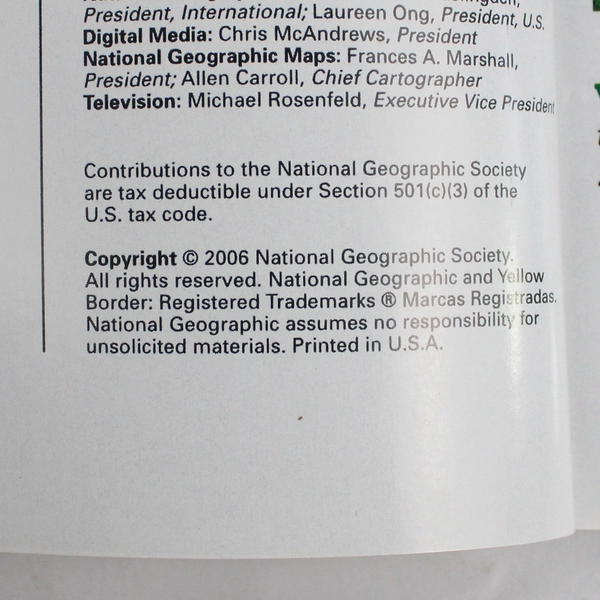 President, International; Laureen Ong, President, U.S.
Digital Media: Chris McAndrews, President
National Geographic Maps: Frances A. Marshall,
President; Allen Carroll, Chief Cartographer
Television: Michael Rosenfeld, Executive Vice President
Contributions to the National Geographic Society
are tax deductible under Section 501(c)(3) of the
U.S. tax code.
Copyright © 2006 National Geographic Society.
All rights reserved. National Geographic and Yellow
Border: Registered Trademarks ® Marcas Registradas.
National Geographic assumes no responsibility for
unsolicited materials. Printed in U.S.A.